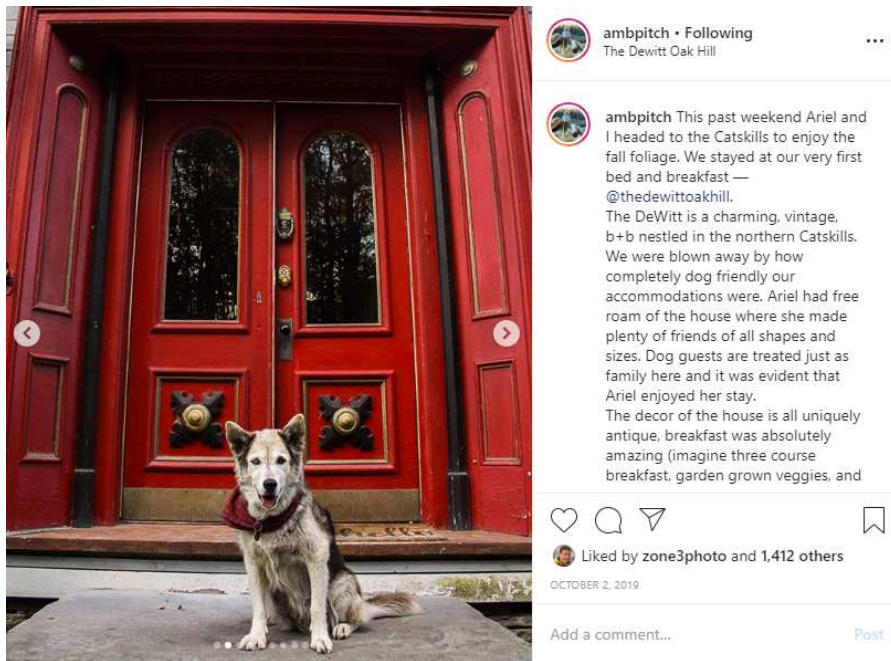 ambpitch • Following
The Dewitt Oak Hill
ambpitch This past weekend Ariel and
I headed to the Catskills to enjoy the
fall foliage. We stayed at our very first
bed and breakfast —
@thedewittoakhill.
The DeWitt is a charming, vintage,
b+b nestled in the northern Catskills.
We were blown away by how
completely dog friendly our
accommodations were. Ariel had free
roam of the house where she made
plenty of friends of all shapes and
sizes. Dog guests are treated just as
family here and it was evident that
Ariel enjoyed her stay.
The decor of the house is all uniquely
antique, breakfast was absolutely
amazing (imagine three course
breakfast, garden grown veggies, and
Liked by zone3photo and 1,412 others
OCTOBER 2, 2019
Add a comment... Post